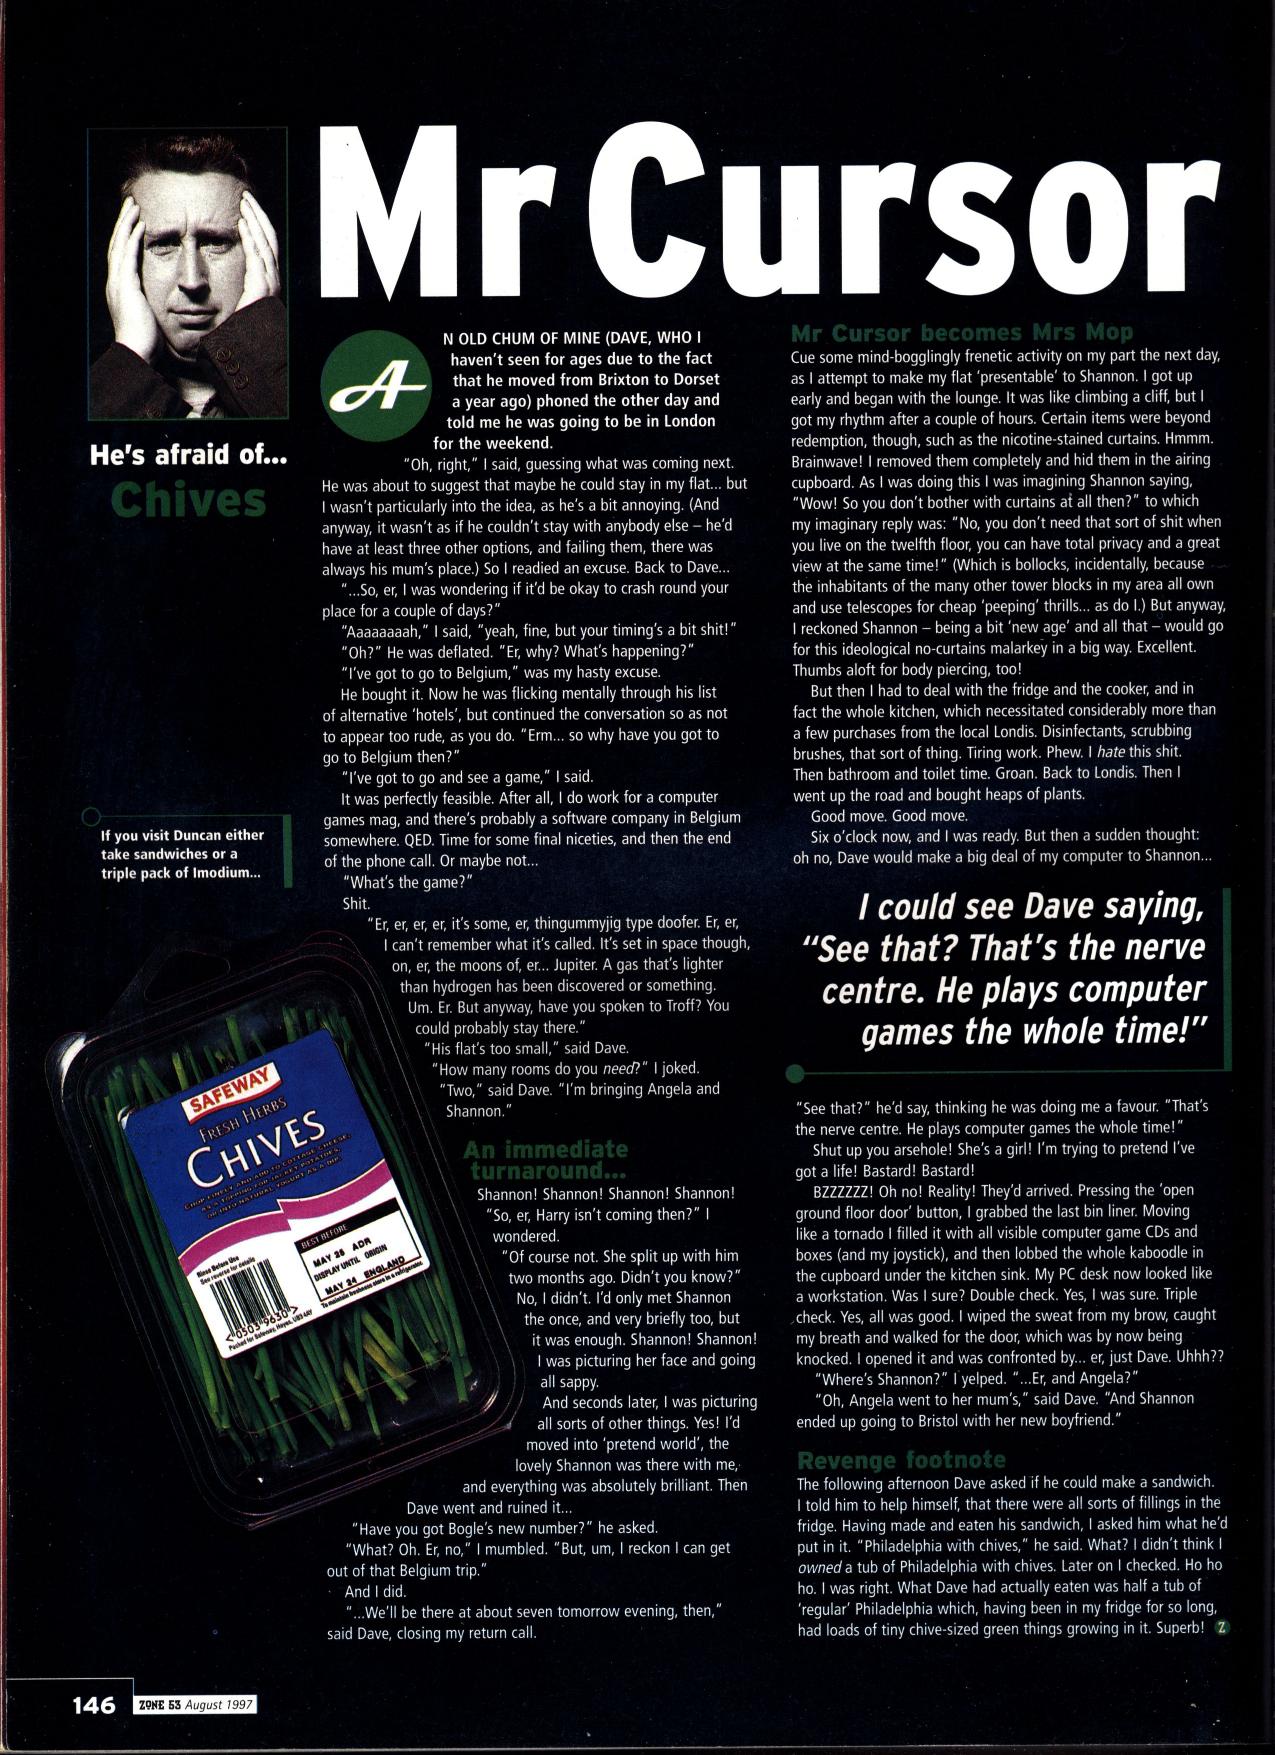 Mr Cursor
He's afraid of...
Chives
If you visit Duncan either
take sandwiches or a
triple pack of Imodium...
AN OLD CHUM OF MINE (DAVE, WHO I
haven't seen for ages due to the fact
that he moved from Brixton to Dorset
a year ago) phoned the other day and
told me he was going to be in London
for the weekend.
"Oh, right," I said, guessing what was coming next.
He was about to suggest that maybe he could stay in my flat... but
I wasn't particularly into the idea, as he's a bit annoying. (And
anyway, it wasn't as if he couldn't stay with anybody else – he'd
have at least three other options, and failing them, there was
always his mum's place.) So I readied an excuse. Back to Dave...
"...So, er, I was wondering if it'd be okay to crash round your
place for a couple of days?"
"Aaaaaaaah," I said, "yeah, fine, but your timing's a bit shit!"
"Oh?" He was deflated. "Er, why? What's happening?"
"I've got to go to Belgium," was my hasty excuse.
He bought it. Now he was flicking mentally through his list
of alternative 'hotels', but continued the conversation so as not
to appear too rude, as you do. "Erm... so why have you got to
go to Belgium then?"
"I've got to go and see a game," I said.
It was perfectly feasible. After all, I do work for a computer
games mag, and there's probably a software company in Belgium
somewhere. QED. Time for some final niceties, and then the end
of the phone call. Or maybe not...
"What's the game?"
Shit.
"Er, er, er, er, it's some, er, thingummyjig type doofer. Er, er,
I can't remember what it's called. It's set in space though,
on, er, the moons of, er... Jupiter. A gas that's lighter
than hydrogen has been discovered or something.
Um. Er. But anyway, have you spoken to Troff? You
could probably stay there."
"His flat's too small," said Dave.
"How many rooms do you need?" I joked.
"Two," said Dave. "I'm bringing Angela and
Shannon."
An immediate
turnaround...
Shannon! Shannon! Shannon! Shannon!
"So, er, Harry isn't coming then?" I
wondered.
"Of course not. She split up with him
two months ago. Didn't you know?"
No, I didn't. I'd only met Shannon
the once, and very briefly too, but
it was enough. Shannon! Shannon!
I was picturing her face and going
all sappy.
And seconds later, I was picturing
all sorts of other things. Yes! I'd
moved into 'pretend world', the
lovely Shannon was there with me,
and everything was absolutely brilliant. Then
Dave went and ruined it...
"Have you got Bogle's new number?" he asked.
"What? Oh. Er, no," I mumbled. "But, um, I reckon I can get
out of that Belgium trip."
And I did.
"...We'll be there at about seven tomorrow evening, then,"
said Dave, closing my return call.
SAFEWAY
FRESH HERBS
CHIVES
CHOP FINELY AND ADD TO COTTAGE CHEESE,
AS A TOPPING FOR JACKET POTATOES,
OR INTO NATURAL YOGURT AS A DIP.
Rinse Before Use
See reverse for details
BEST BEFORE
MAY 26 ADR
DISPLAY UNTIL ORIGIN
MAY 24 ENGLAND
To maintain freshness store in a refrigerator.
<0503 9630>
Packed for Safeway, Hayes, UB3 4AY
Mr Cursor becomes Mrs Mop
Cue some mind-bogglingly frenetic activity on my part the next day,
as I attempt to make my flat 'presentable' to Shannon. I got up
early and began with the lounge. It was like climbing a cliff, but I
got my rhythm after a couple of hours. Certain items were beyond
redemption, though, such as the nicotine-stained curtains. Hmmm.
Brainwave! I removed them completely and hid them in the airing
cupboard. As I was doing this I was imagining Shannon saying,
"Wow! So you don't bother with curtains at all then?" to which
my imaginary reply was: "No, you don't need that sort of shit when
you live on the twelfth floor, you can have total privacy and a great
view at the same time!" (Which is bollocks, incidentally, because
the inhabitants of the many other tower blocks in my area all own
and use telescopes for cheap 'peeping' thrills... as do I.) But anyway,
I reckoned Shannon – being a bit 'new age' and all that – would go
for this ideological no-curtains malarkey in a big way. Excellent.
Thumbs aloft for body piercing, too!
But then I had to deal with the fridge and the cooker, and in
fact the whole kitchen, which necessitated considerably more than
a few purchases from the local Londis. Disinfectants, scrubbing
brushes, that sort of thing. Tiring work. Phew. I hate this shit.
Then bathroom and toilet time. Groan. Back to Londis. Then I
went up the road and bought heaps of plants.
Good move. Good move.
Six o'clock now, and I was ready. But then a sudden thought:
oh no, Dave would make a big deal of my computer to Shannon...
I could see Dave saying,
"See that? That's the nerve
centre. He plays computer
games the whole time!"
"See that?" he'd say, thinking he was doing me a favour. "That's
the nerve centre. He plays computer games the whole time!"
Shut up you arsehole! She's a girl! I'm trying to pretend I've
got a life! Bastard! Bastard!
BZZZZZZ! Oh no! Reality! They'd arrived. Pressing the 'open
ground floor door' button, I grabbed the last bin liner. Moving
like a tornado I filled it with all visible computer game CDs and
boxes (and my joystick), and then lobbed the whole kaboodle in
the cupboard under the kitchen sink. My PC desk now looked like
a workstation. Was I sure? Double check. Yes, I was sure. Triple
check. Yes, all was good. I wiped the sweat from my brow, caught
my breath and walked for the door, which was by now being
knocked. I opened it and was confronted by... er, just Dave. Uhhh??
"Where's Shannon?" I yelped. "...Er, and Angela?"
"Oh, Angela went to her mum's," said Dave. "And Shannon
ended up going to Bristol with her new boyfriend."
Revenge footnote
The following afternoon Dave asked if he could make a sandwich.
I told him to help himself, that there were all sorts of fillings in the
fridge. Having made and eaten his sandwich, I asked him what he'd
put in it. "Philadelphia with chives," he said. What? I didn't think I
owned a tub of Philadelphia with chives. Later on I checked. Ho ho
ho. I was right. What Dave had actually eaten was half a tub of
'regular' Philadelphia which, having been in my fridge for so long,
had loads of tiny chive-sized green things growing in it. Superb! Z
146
ZONE 53 August 1997